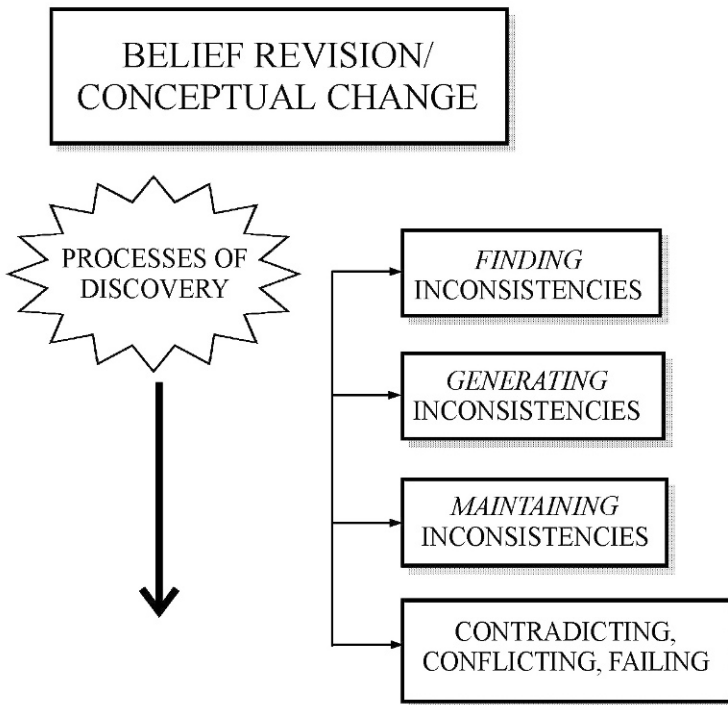 BELIEF REVISION/
CONCEPTUAL CHANGE
PROCESSES OF
DISCOVERY
FINDING
INCONSISTENCIES
GENERATING
INCONSISTENCIES
MAINTAINING
INCONSISTENCIES
CONTRADICTING,
CONFLICTING, FAILING